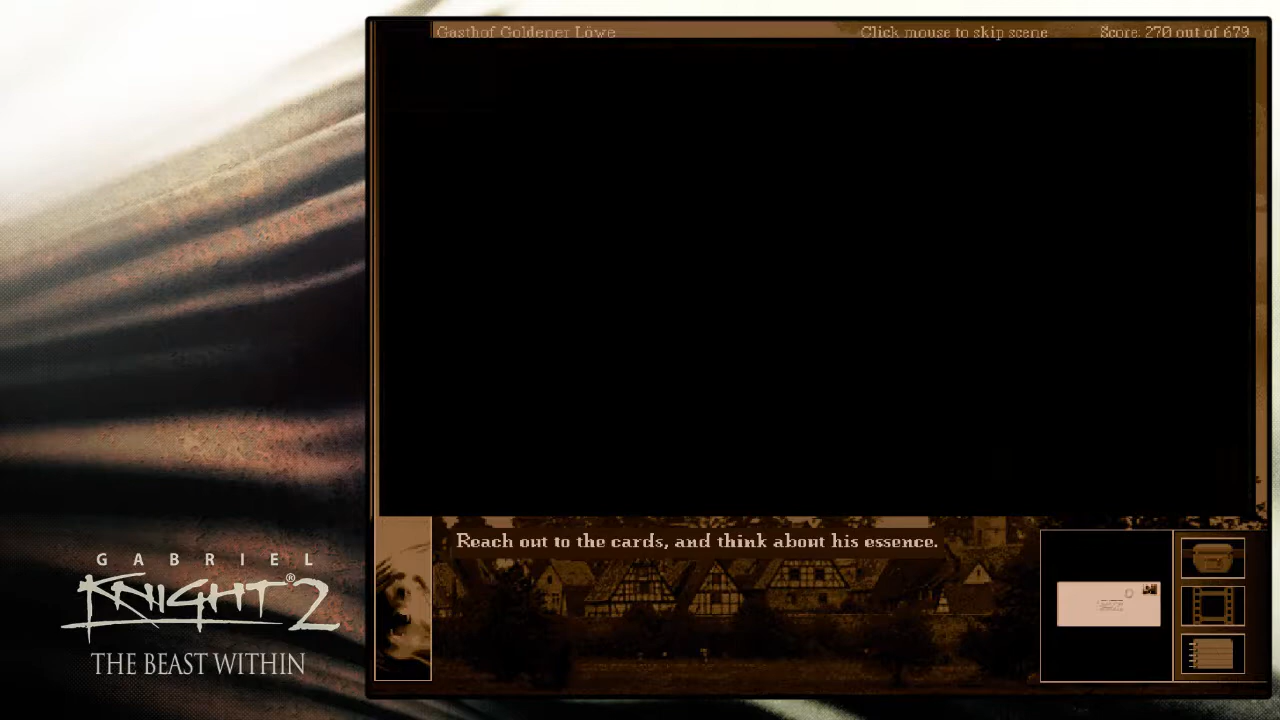 Gasthof Goldener Löwe
Click mouse to skip scene
Score: 270 out of 679
Reach out to the cards, and think about his essence.
GABRIEL
KNIGHT® 2
THE BEAST WITHIN